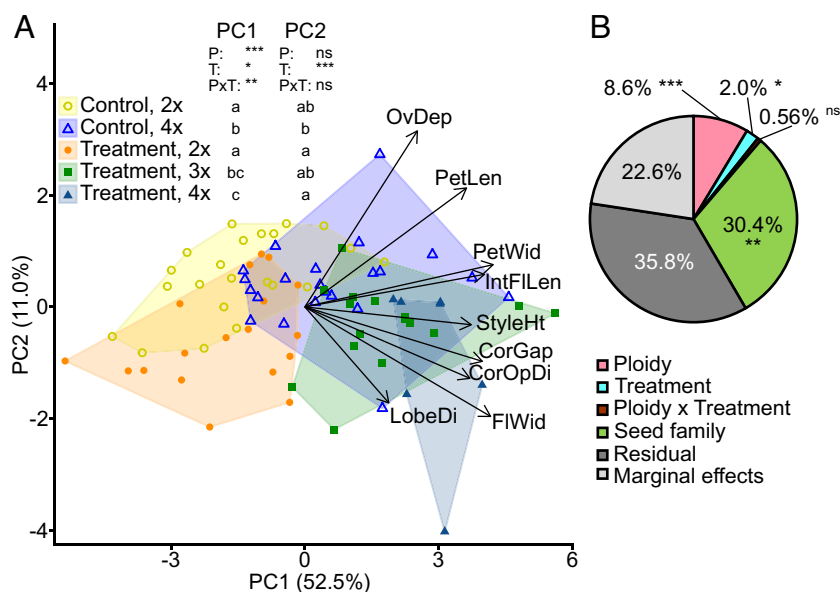 A
PC1 PC2
P: *** P: ns
T: * T: ***
PxT: ** PxT: ns
Control, 2x a ab
Control, 4x b b
Treatment, 2x a a
Treatment, 3x bc ab
Treatment, 4x c a
OvDep
PetLen
PetWid
IntFlLen
StyleHt
CorGap
CorOpDi
LobeDi
FlWid
4
2
0
-2
-4
-3 0 3 6
PC1 (52.5%)
PC2 (11.0%)
B
8.6% *** 2.0% *
0.56% ns
22.6%
30.4%
**
35.8%
Ploidy
Treatment
Ploidy x Treatment
Seed family
Residual
Marginal effects